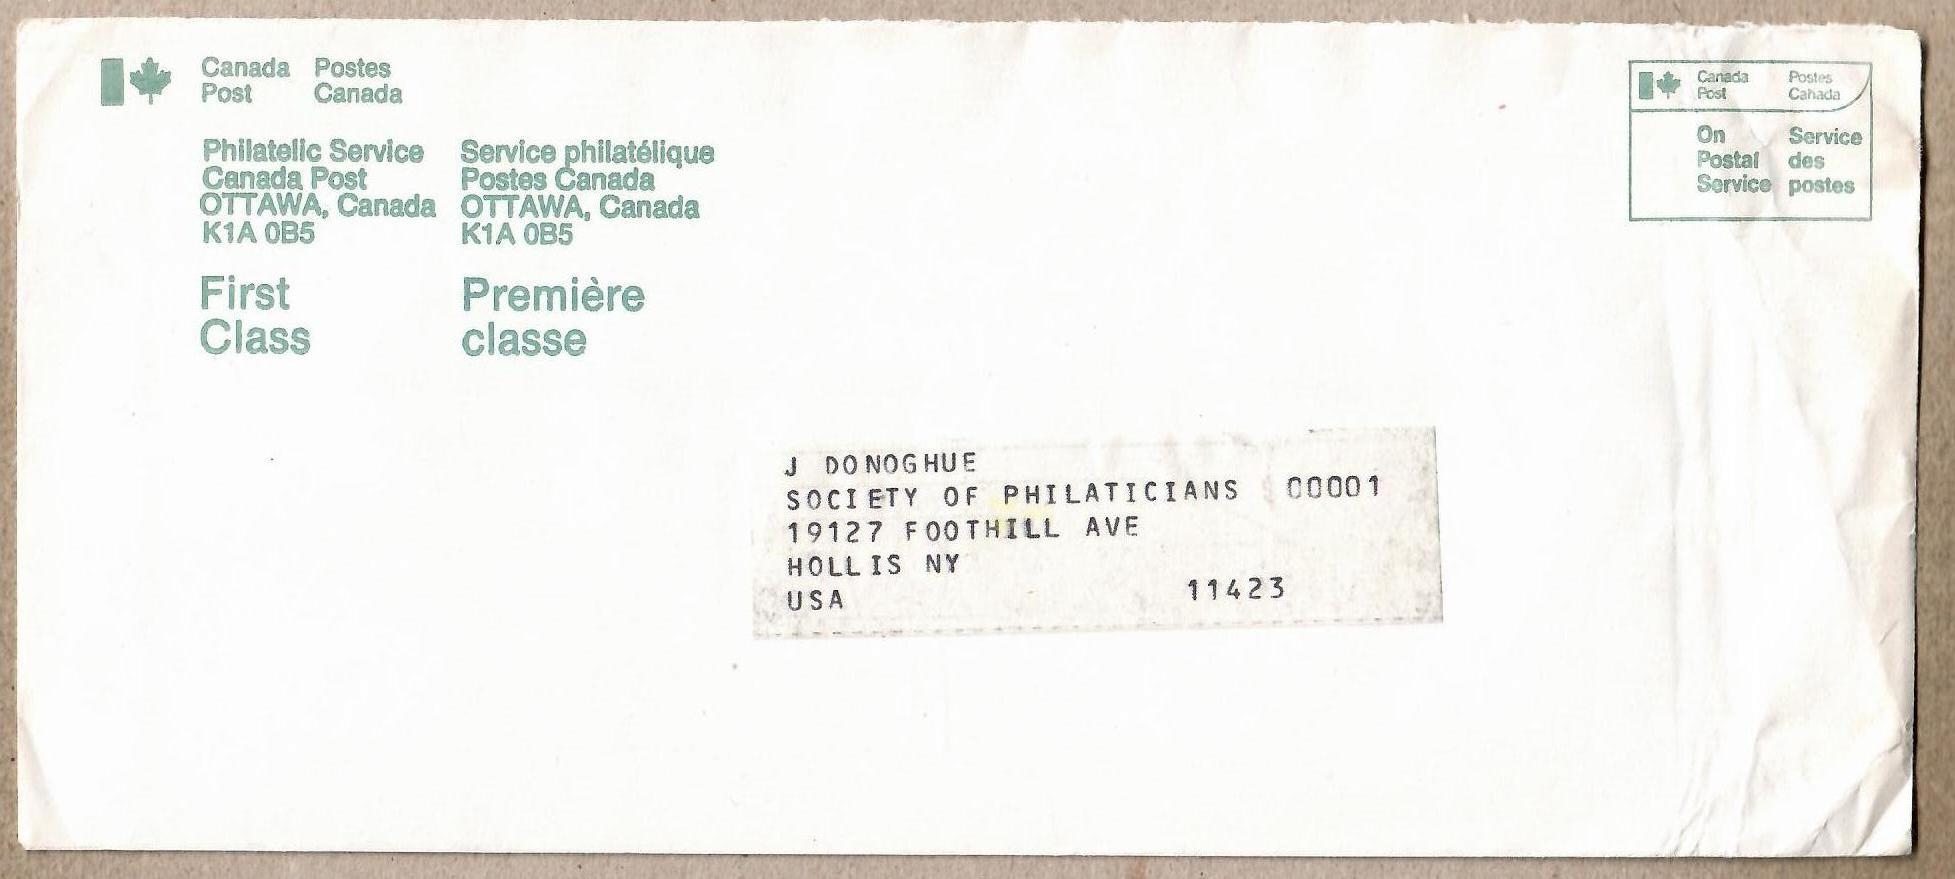 Canada Postes
Post Canada
Philatelic Service
Canada Post
OTTAWA, Canada
K1A 0B5
Service philatélique
Postes Canada
OTTAWA, Canada
K1A 0B5
First
Class
Première
classe
Canada Postes
Post Canada
On
Postal
Service
Service
des
postes
J DONOGHUE
SOCIETY OF PHILATICIANS 00001
19127 FOOTHILL AVE
HOLLIS NY
USA 11423